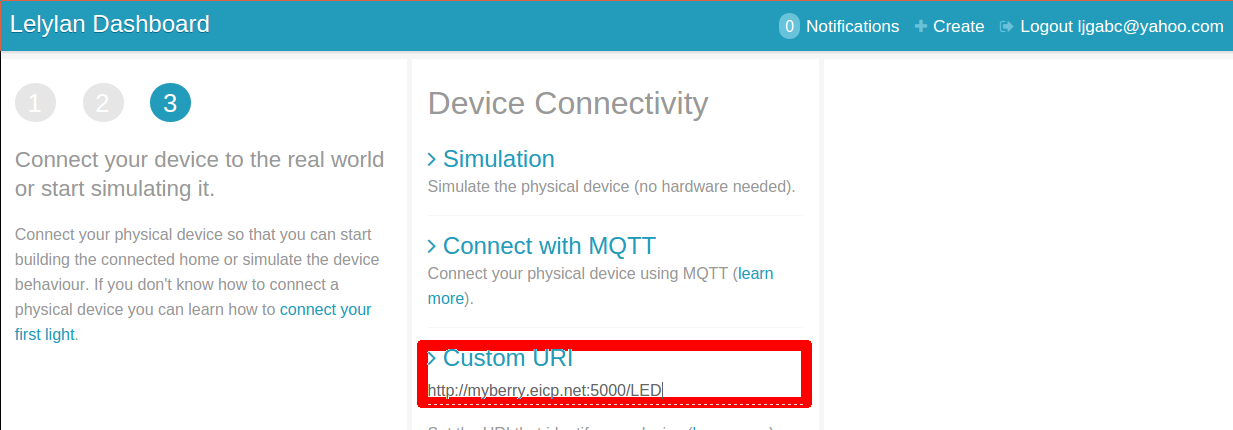 Lelylan Dashboard
0 Notifications Create Logout ljgabc@yahoo.com
1 2 3
Connect your device to the real world
or start simulating it.
Connect your physical device so that you can start
building the connected home or simulate the device
behaviour. If you don't know how to connect a
physical device you can learn how to connect your
first light.
Device Connectivity
Simulation
Simulate the physical device (no hardware needed).
Connect with MQTT
Connect your physical device using MQTT (learn
more).
Custom URI
http://myberry.eicp.net:5000/LED